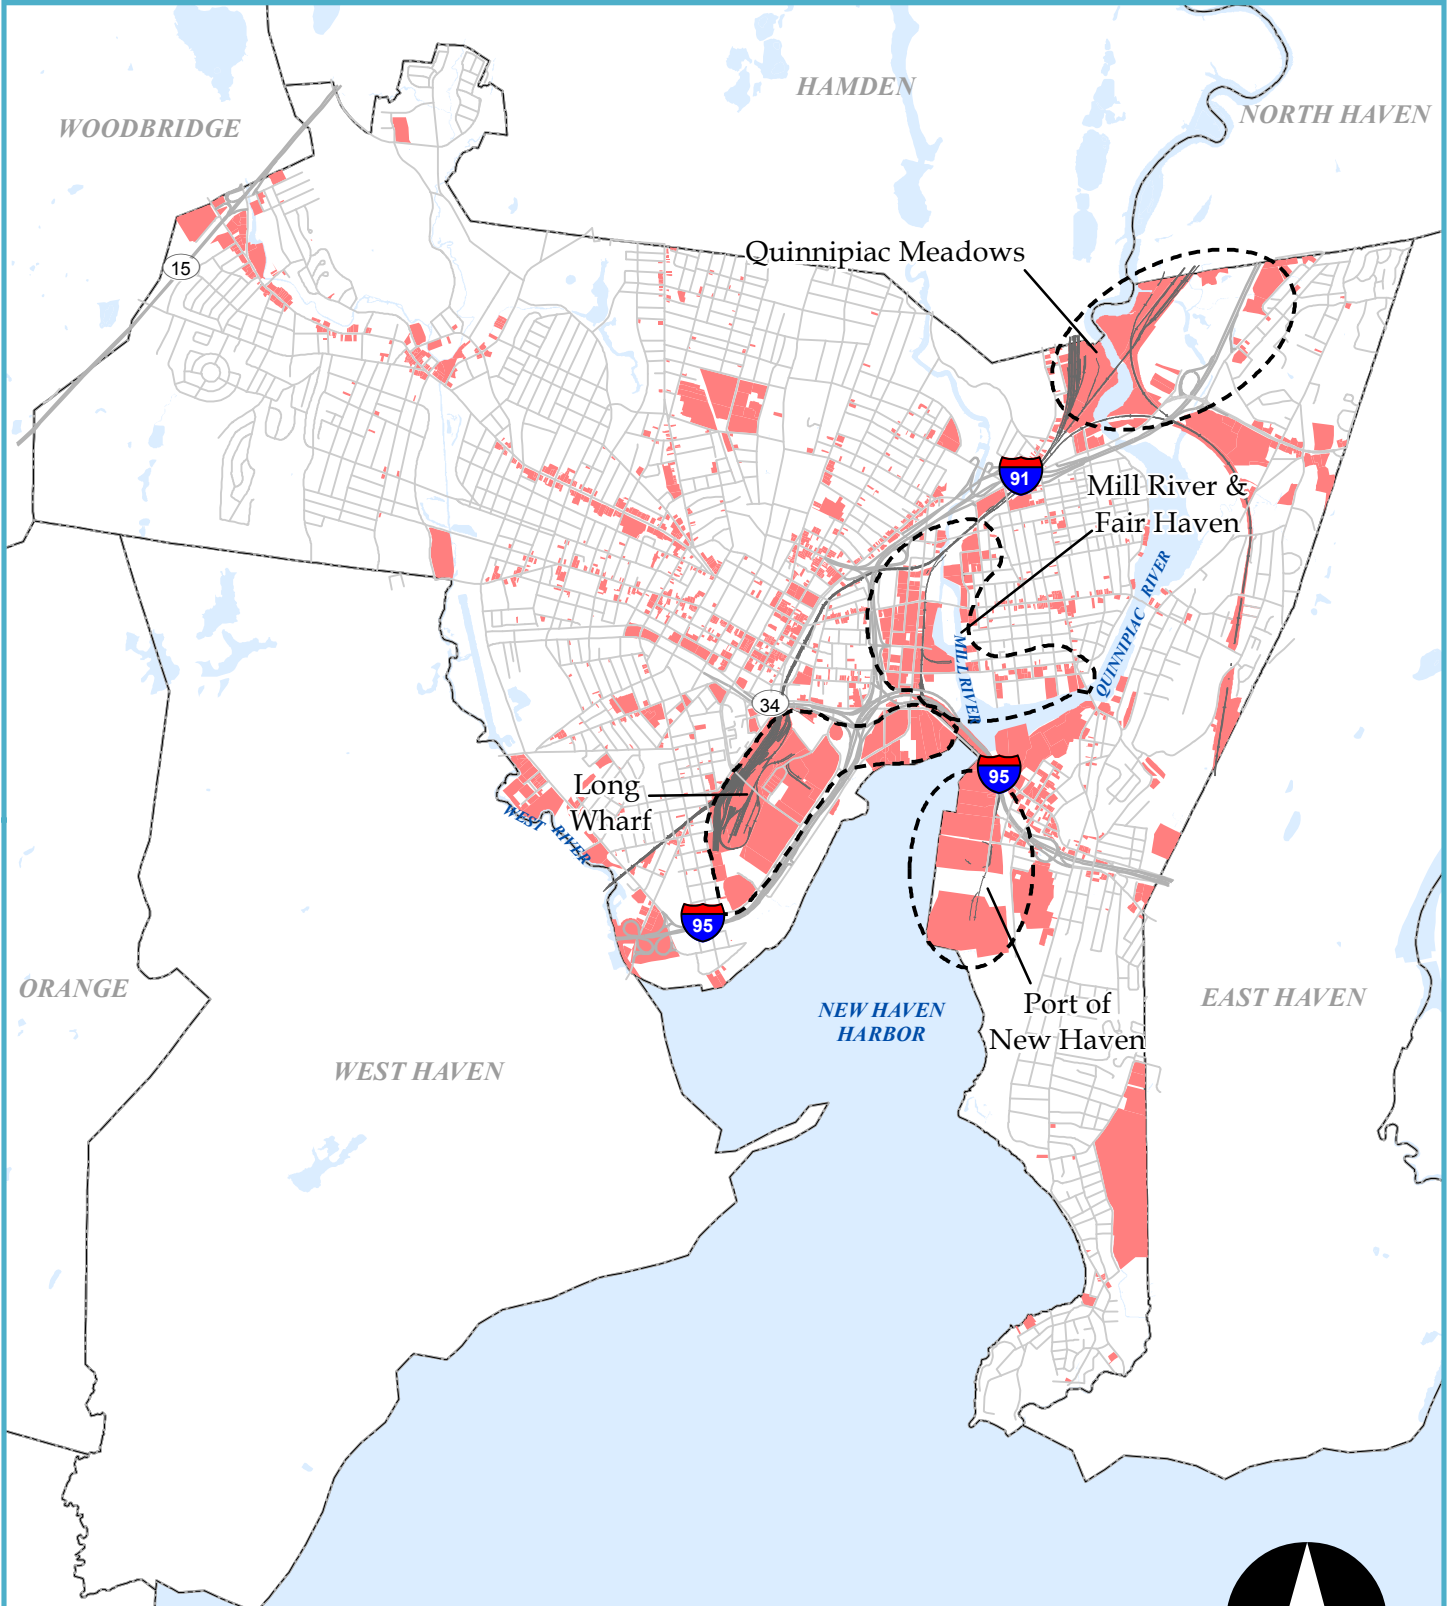 HAMDEN
NORTH HAVEN
WOODBRIDGE
Quinnipiac Meadows
15
91
Mill River &
Fair Haven
QUINNIPIAC RIVER
MILL RIVER
34
95
Long
Wharf
WEST RIVER
95
ORANGE
EAST HAVEN
Port of
New Haven
NEW HAVEN
HARBOR
WEST HAVEN